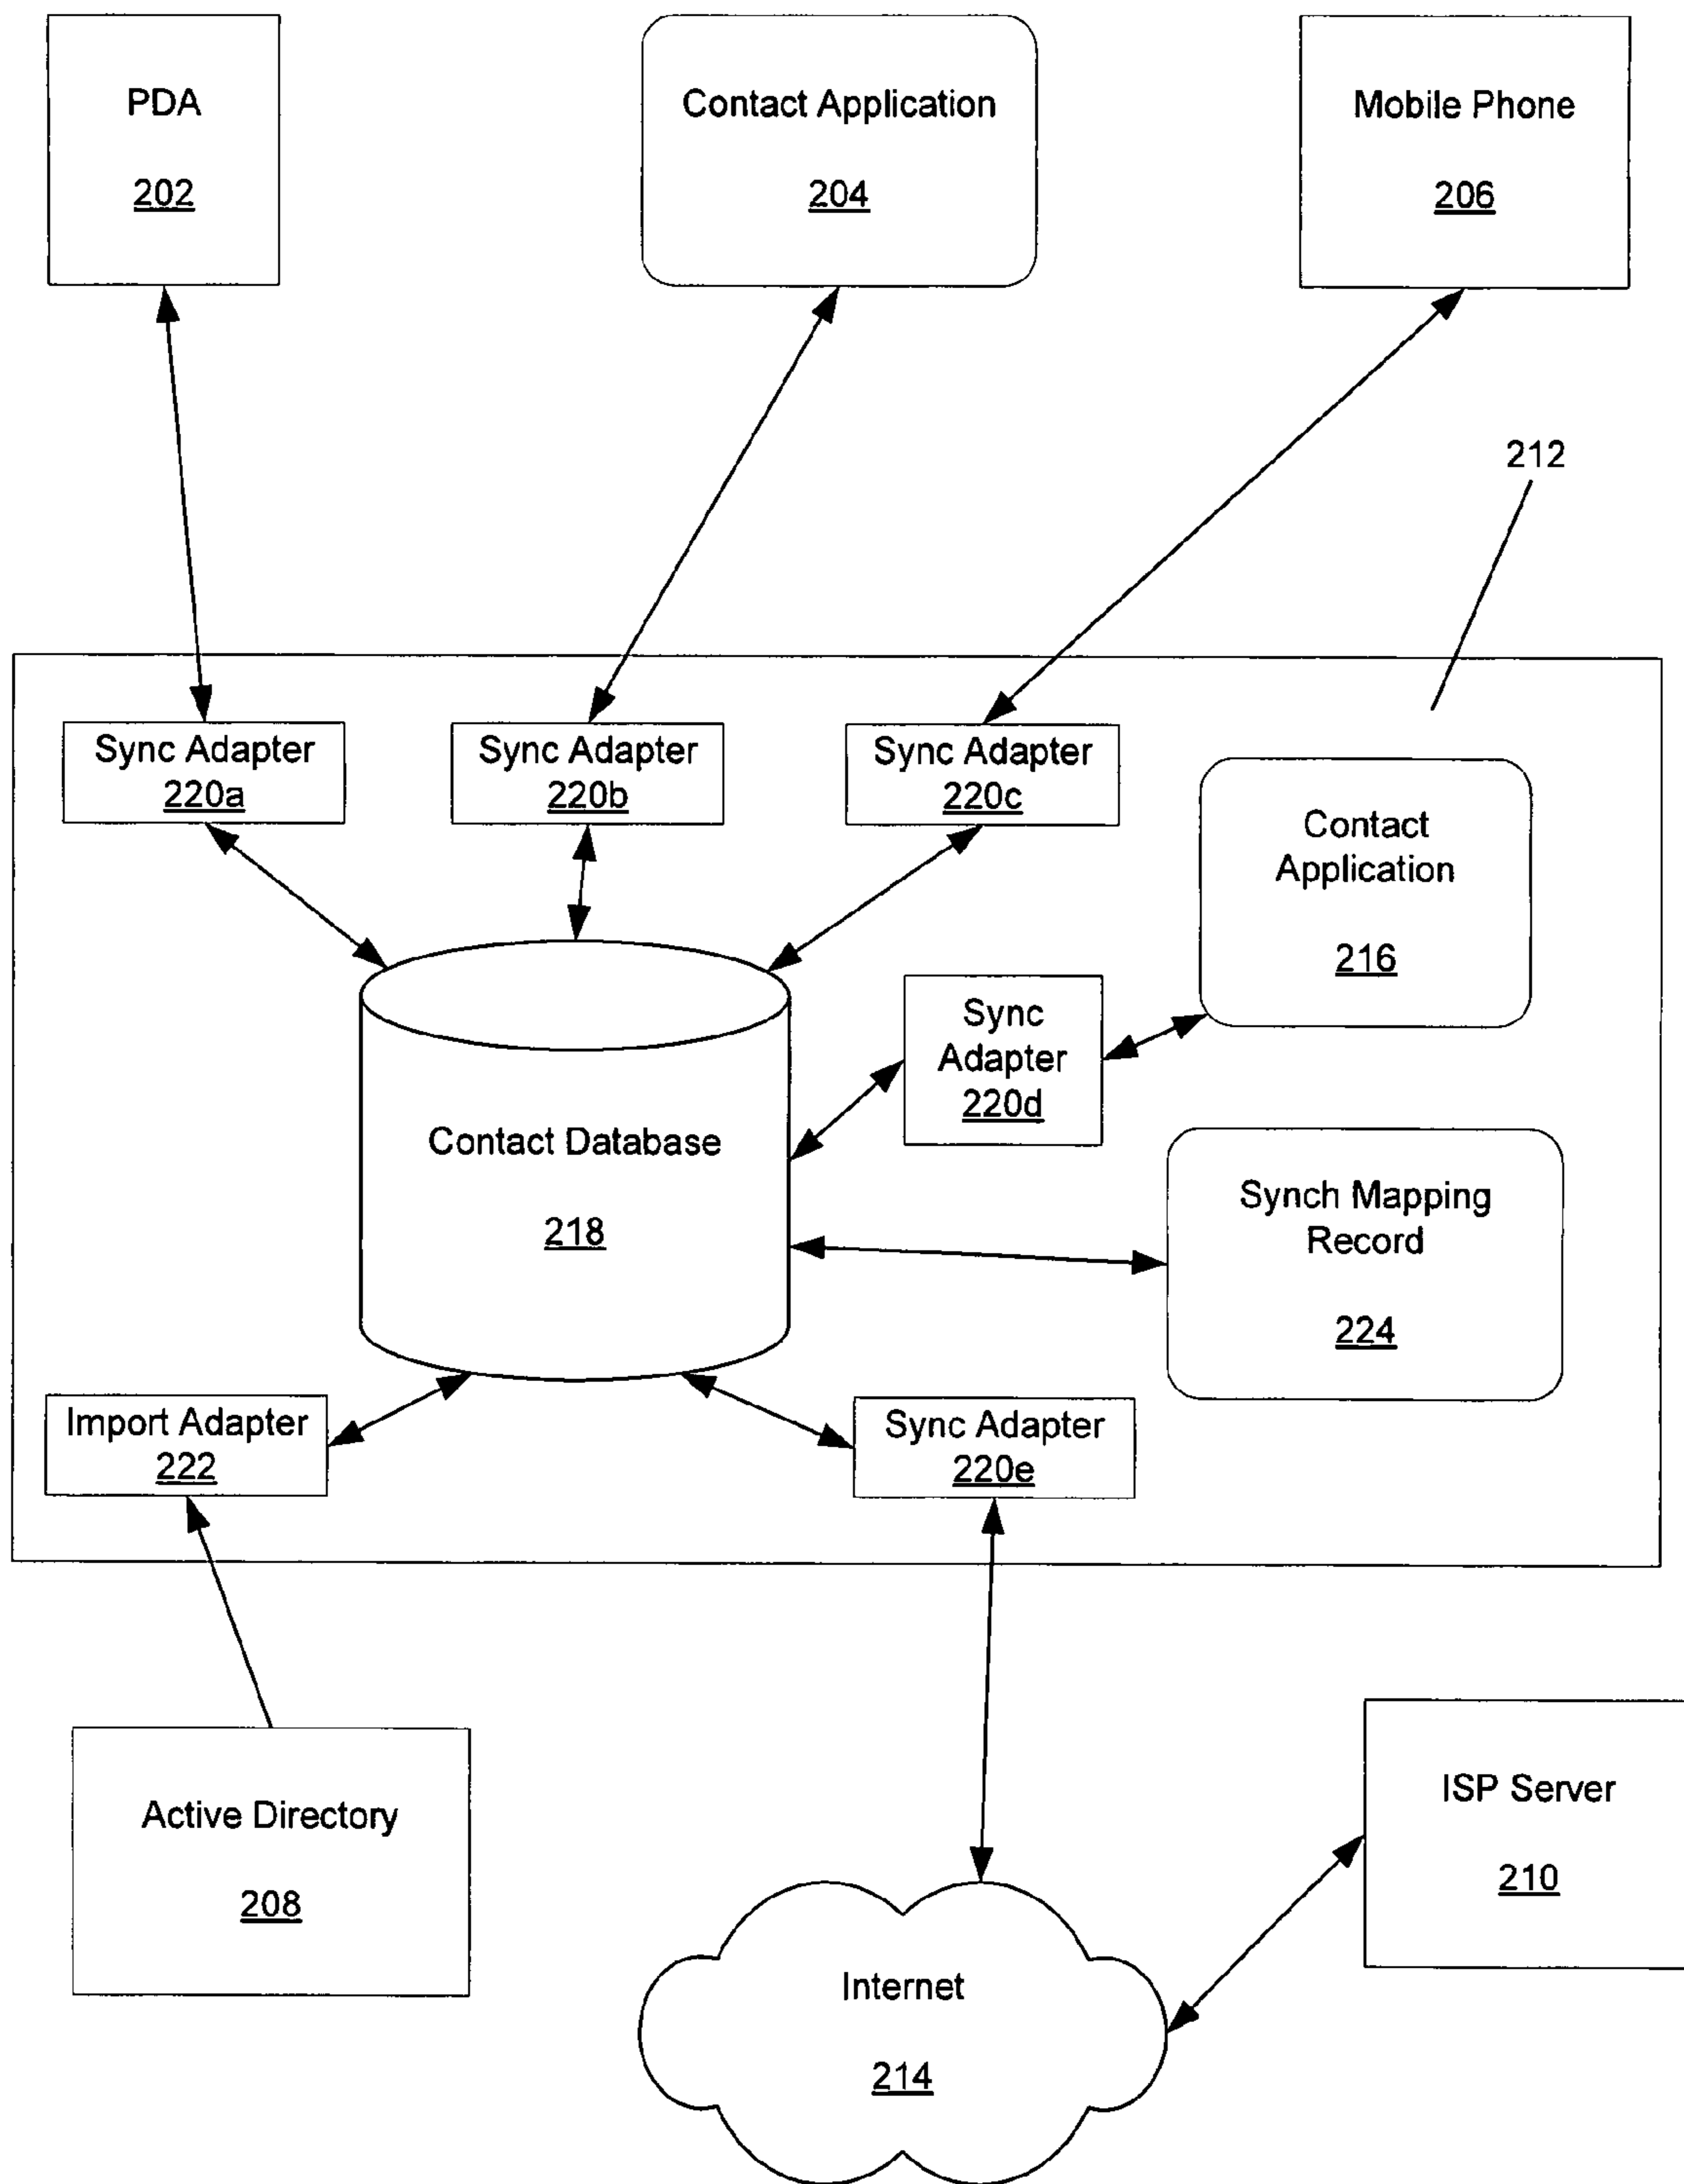 PDA
202
Contact Application
204
Mobile Phone
206
212
Sync Adapter
220a
Sync Adapter
220b
Sync Adapter
220c
Contact
Application
216
Sync
Adapter
220d
Contact Database
218
Synch Mapping
Record
224
Import Adapter
222
Sync Adapter
220e
Active Directory
208
ISP Server
210
Internet
214